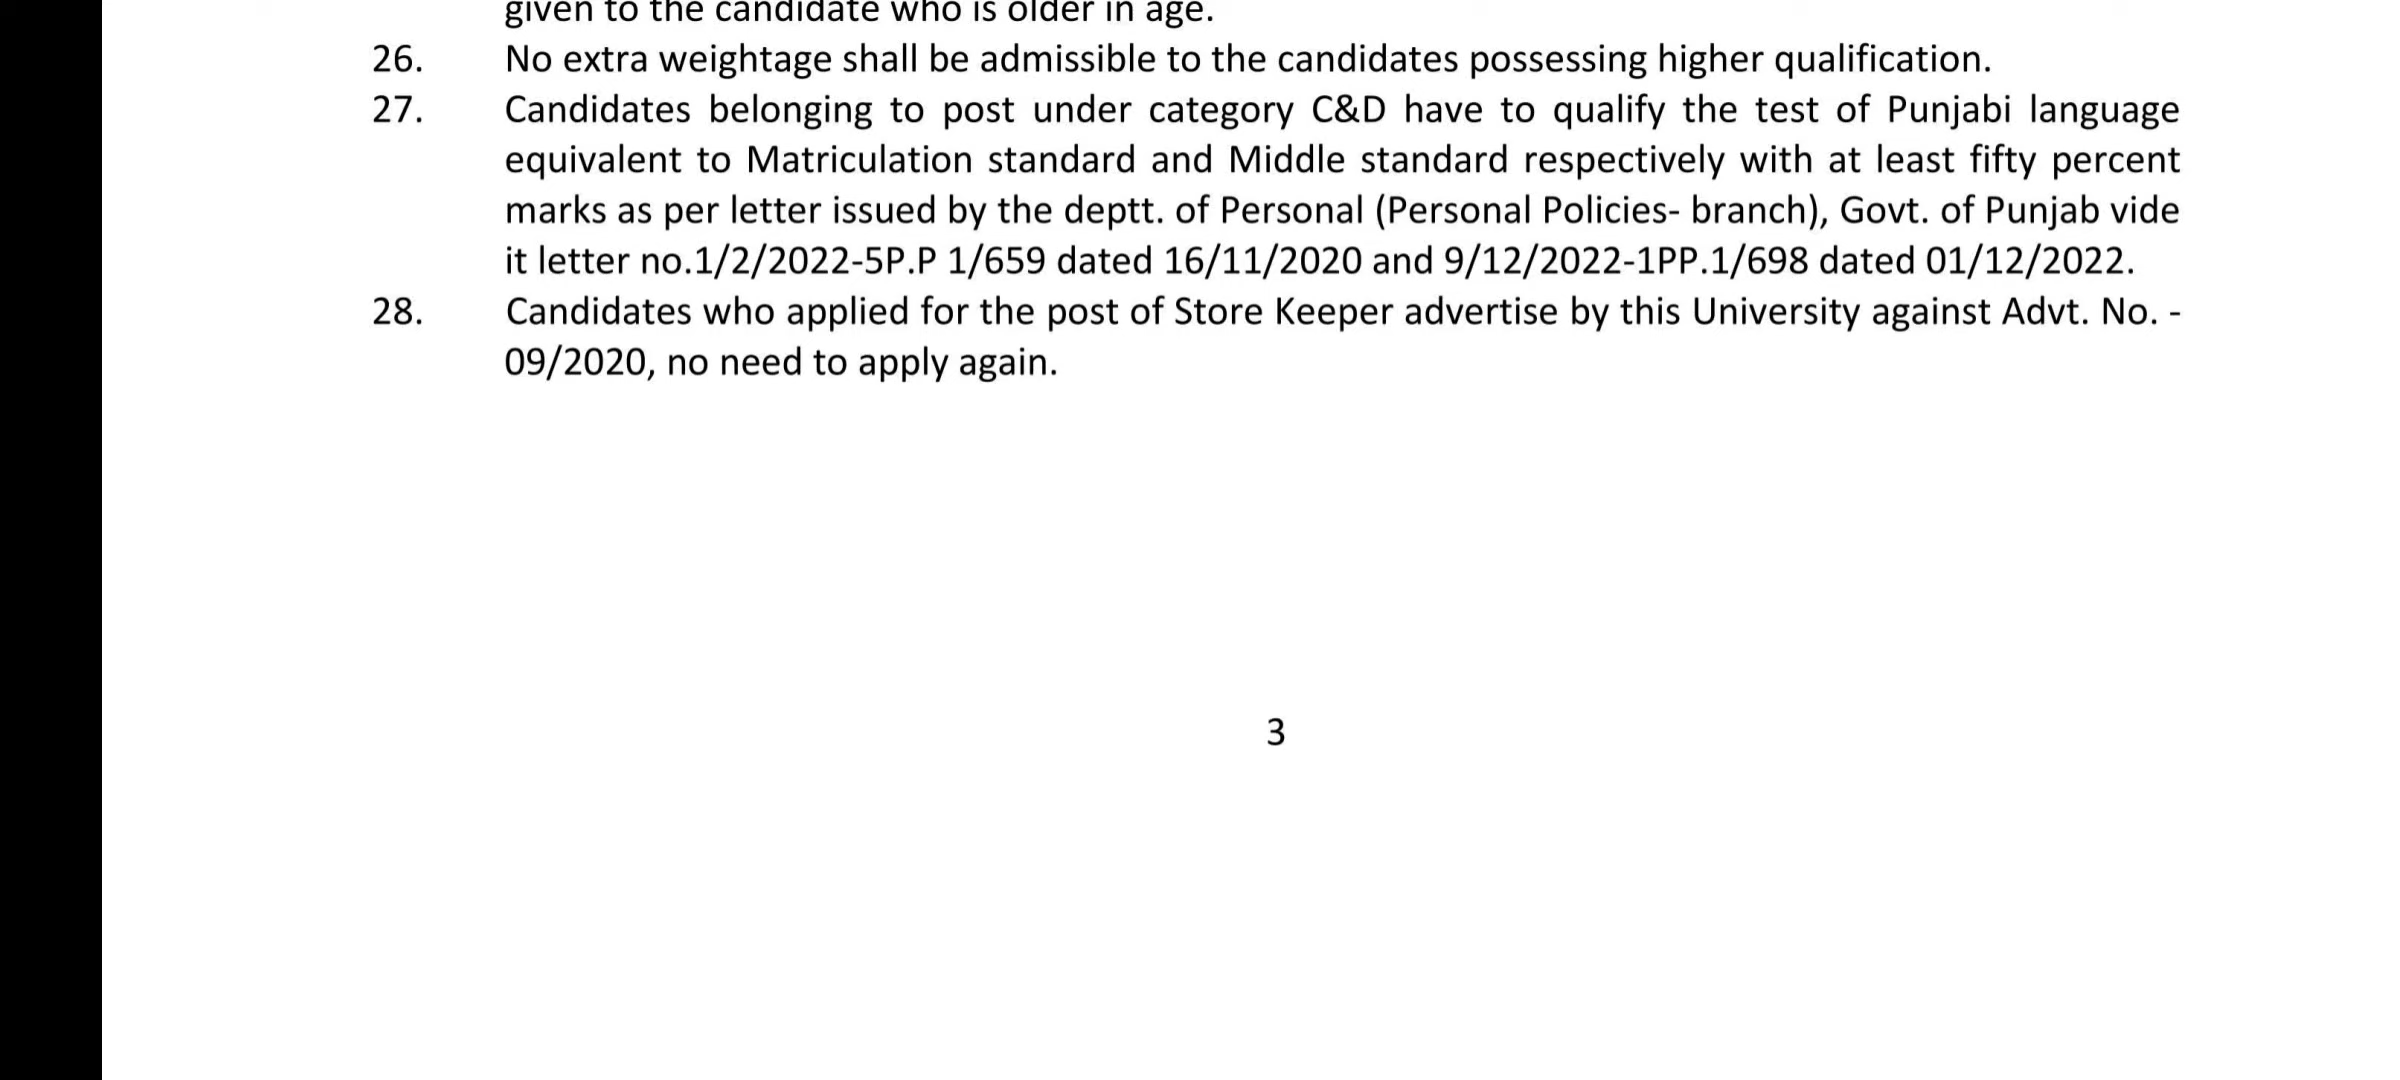 given to the candidate who is older in age.
26. No extra weightage shall be admissible to the candidates possessing higher qualification.
27. Candidates belonging to post under category C&D have to qualify the test of Punjabi language
equivalent to Matriculation standard and Middle standard respectively with at least fifty percent
marks as per letter issued by the deptt. of Personal (Personal Policies- branch), Govt. of Punjab vide
it letter no.1/2/2022-5P.P 1/659 dated 16/11/2020 and 9/12/2022-1PP.1/698 dated 01/12/2022.
28. Candidates who applied for the post of Store Keeper advertise by this University against Advt. No. -
09/2020, no need to apply again.
3